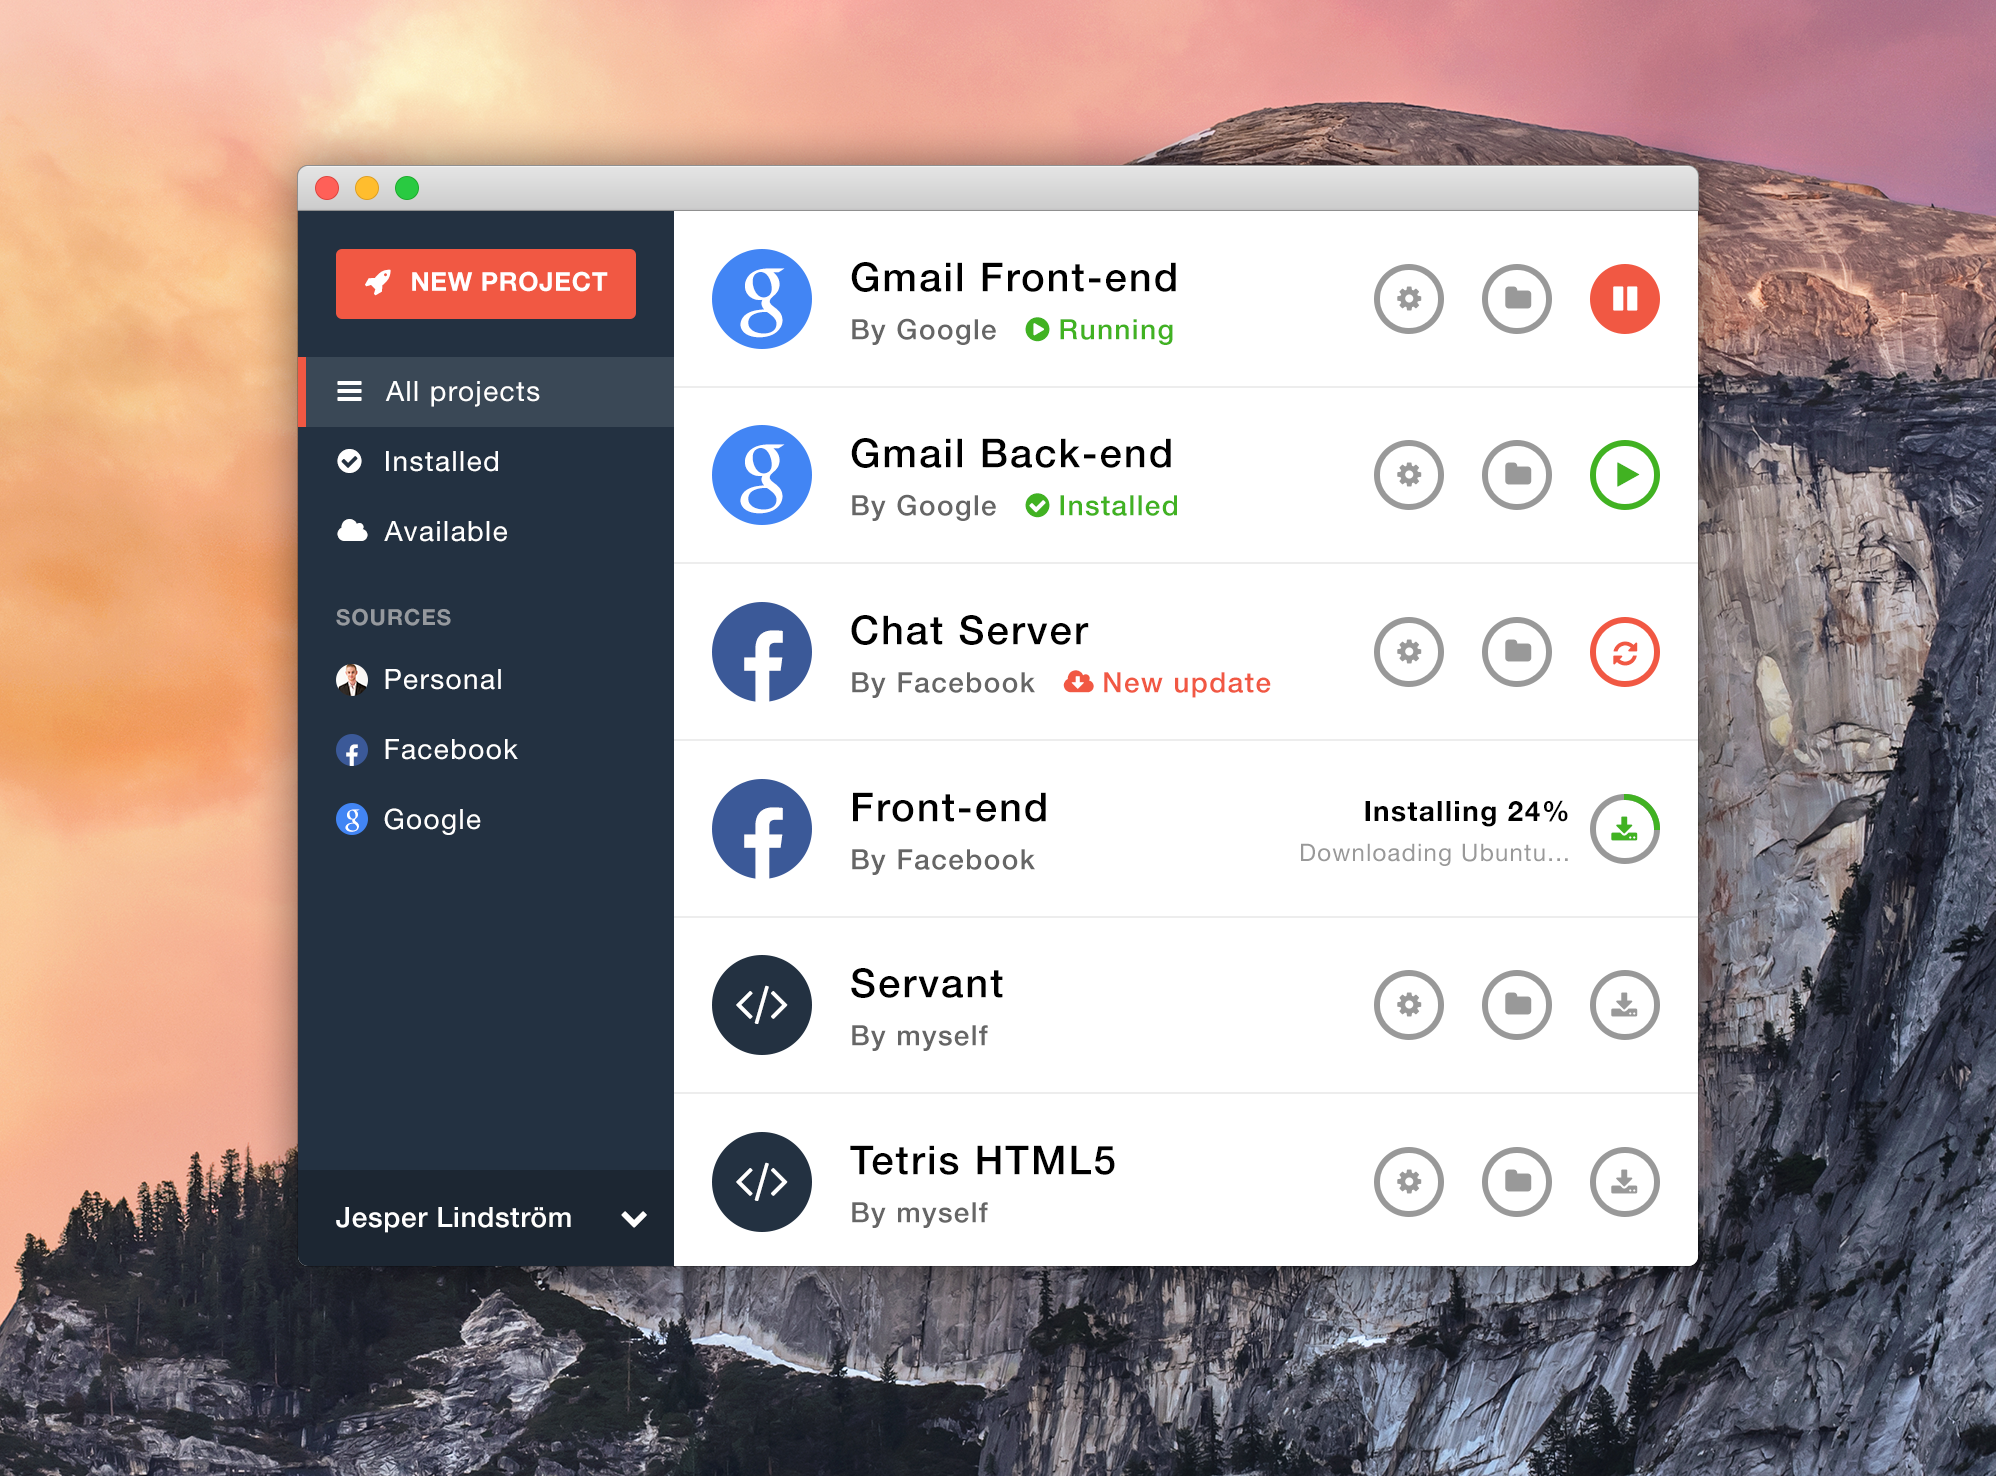 NEW PROJECT
All projects
Installed
Available
SOURCES
Personal
Facebook
Google
Jesper Lindström
Gmail Front-end
By Google Running
Gmail Back-end
By Google Installed
Chat Server
By Facebook New update
Front-end
By Facebook
Installing 24%
Downloading Ubuntu...
Servant
By myself
Tetris HTML5
By myself